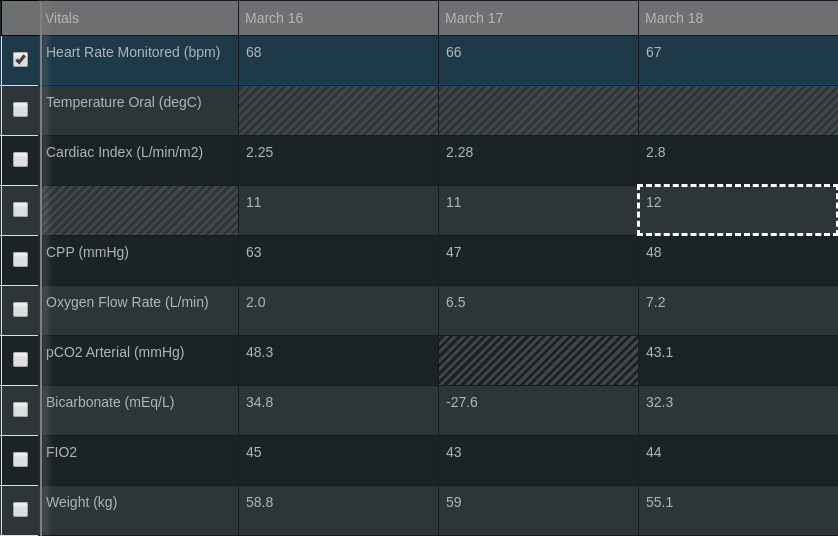 Vitals March 16 March 17 March 18
Heart Rate Monitored (bpm) 68 66 67
Temperature Oral (degC)
Cardiac Index (L/min/m2) 2.25 2.28 2.8
11 11 12
CPP (mmHg) 63 47 48
Oxygen Flow Rate (L/min) 2.0 6.5 7.2
pCO2 Arterial (mmHg) 48.3 43.1
Bicarbonate (mEq/L) 34.8 -27.6 32.3
FIO2 45 43 44
Weight (kg) 58.8 59 55.1